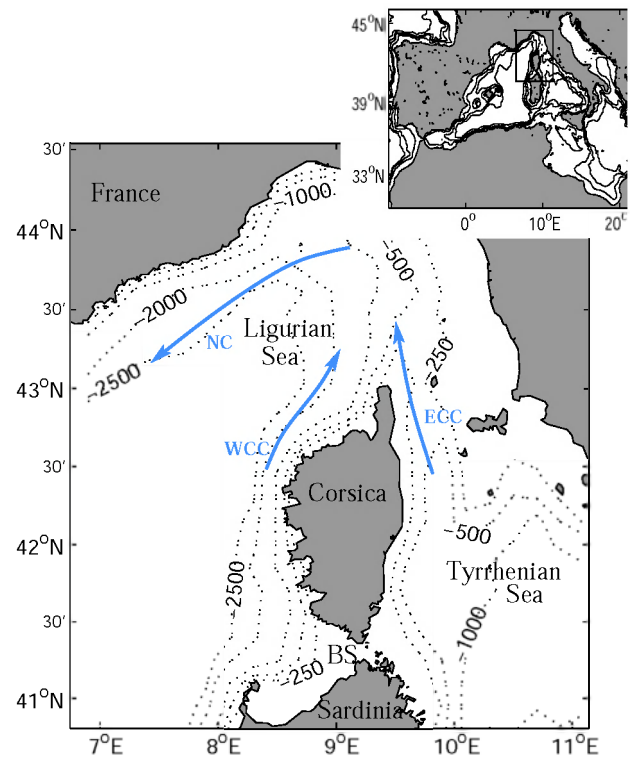 45°N
39°N
33°N
0°
10°E
20°E
30'
France
-1000
44°N
-500
-2000
30'
Ligurian
Sea
NC
-250
-2500
43°N
ECC
WCC
30'
Corsica
-500
42°N
Tyrrhenian
Sea
-2500
30'
-1000
BS
-250
41°N
Sardinia
7°E
8°E
9°E
10°E
11°E